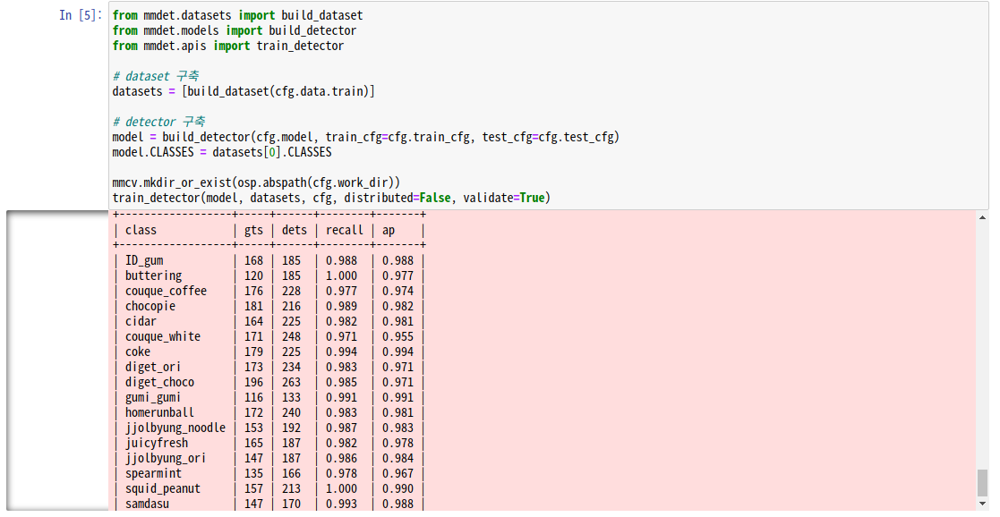 In [5]:
from mmdet.datasets import build_dataset
from mmdet.models import build_detector
from mmdet.apis import train_detector
# dataset 구축
datasets = [build_dataset(cfg.data.train)]
# detector 구축
model = build_detector(cfg.model, train_cfg=cfg.train_cfg, test_cfg=cfg.test_cfg)
model.CLASSES = datasets[0].CLASSES
mmcv.mkdir_or_exist(osp.abspath(cfg.work_dir))
train_detector(model, datasets, cfg, distributed=False, validate=True)
+-----------------+-----+------+--------+-------+
| class           | gts | dets | recall | ap    |
+-----------------+-----+------+--------+-------+
| ID_gum          | 168 | 185  | 0.988  | 0.988 |
| buttering       | 120 | 185  | 1.000  | 0.977 |
| couque_coffee   | 176 | 228  | 0.977  | 0.974 |
| chocopie        | 181 | 216  | 0.989  | 0.982 |
| cidar           | 164 | 225  | 0.982  | 0.981 |
| couque_white    | 171 | 248  | 0.971  | 0.955 |
| coke            | 179 | 225  | 0.994  | 0.994 |
| diget_ori       | 173 | 234  | 0.983  | 0.971 |
| diget_choco     | 196 | 263  | 0.985  | 0.971 |
| gumi_gumi       | 116 | 133  | 0.991  | 0.991 |
| homerunball     | 172 | 240  | 0.983  | 0.981 |
| jjolbyung_noodle | 153 | 192  | 0.987  | 0.983 |
| juicyfresh      | 165 | 187  | 0.982  | 0.978 |
| jjolbyung_ori   | 147 | 187  | 0.986  | 0.984 |
| spearmint       | 135 | 166  | 0.978  | 0.967 |
| squid_peanut    | 157 | 213  | 1.000  | 0.990 |
| samdasu         | 147 | 170  | 0.993  | 0.988 |